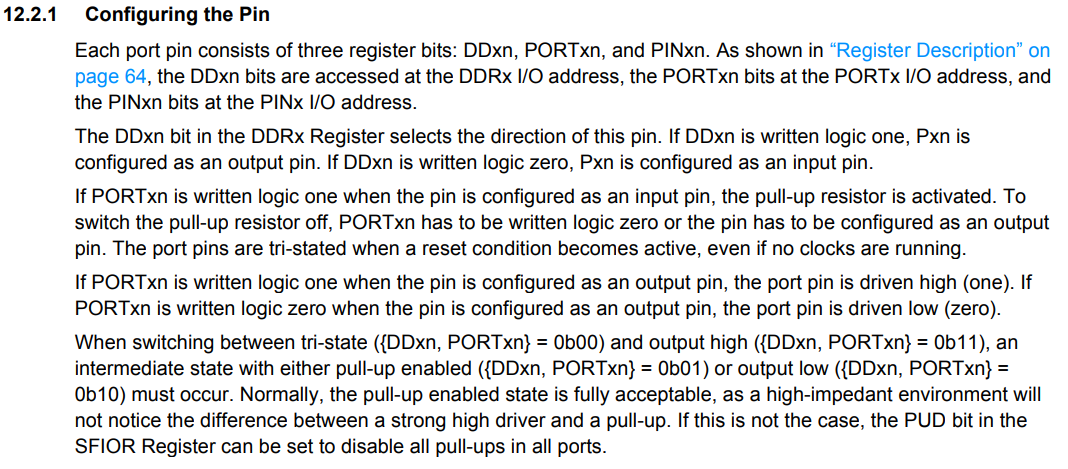 12.2.1 Configuring the Pin
Each port pin consists of three register bits: DDxn, PORTxn, and PINxn. As shown in “Register Description” on
page 64, the DDxn bits are accessed at the DDRx I/O address, the PORTxn bits at the PORTx I/O address, and
the PINxn bits at the PINx I/O address.
The DDxn bit in the DDRx Register selects the direction of this pin. If DDxn is written logic one, Pxn is
configured as an output pin. If DDxn is written logic zero, Pxn is configured as an input pin.
If PORTxn is written logic one when the pin is configured as an input pin, the pull-up resistor is activated. To
switch the pull-up resistor off, PORTxn has to be written logic zero or the pin has to be configured as an output
pin. The port pins are tri-stated when a reset condition becomes active, even if no clocks are running.
If PORTxn is written logic one when the pin is configured as an output pin, the port pin is driven high (one). If
PORTxn is written logic zero when the pin is configured as an output pin, the port pin is driven low (zero).
When switching between tri-state ({DDxn, PORTxn} = 0b00) and output high ({DDxn, PORTxn} = 0b11), an
intermediate state with either pull-up enabled ({DDxn, PORTxn} = 0b01) or output low ({DDxn, PORTxn} =
0b10) must occur. Normally, the pull-up enabled state is fully acceptable, as a high-impedant environment will
not notice the difference between a strong high driver and a pull-up. If this is not the case, the PUD bit in the
SFIOR Register can be set to disable all pull-ups in all ports.